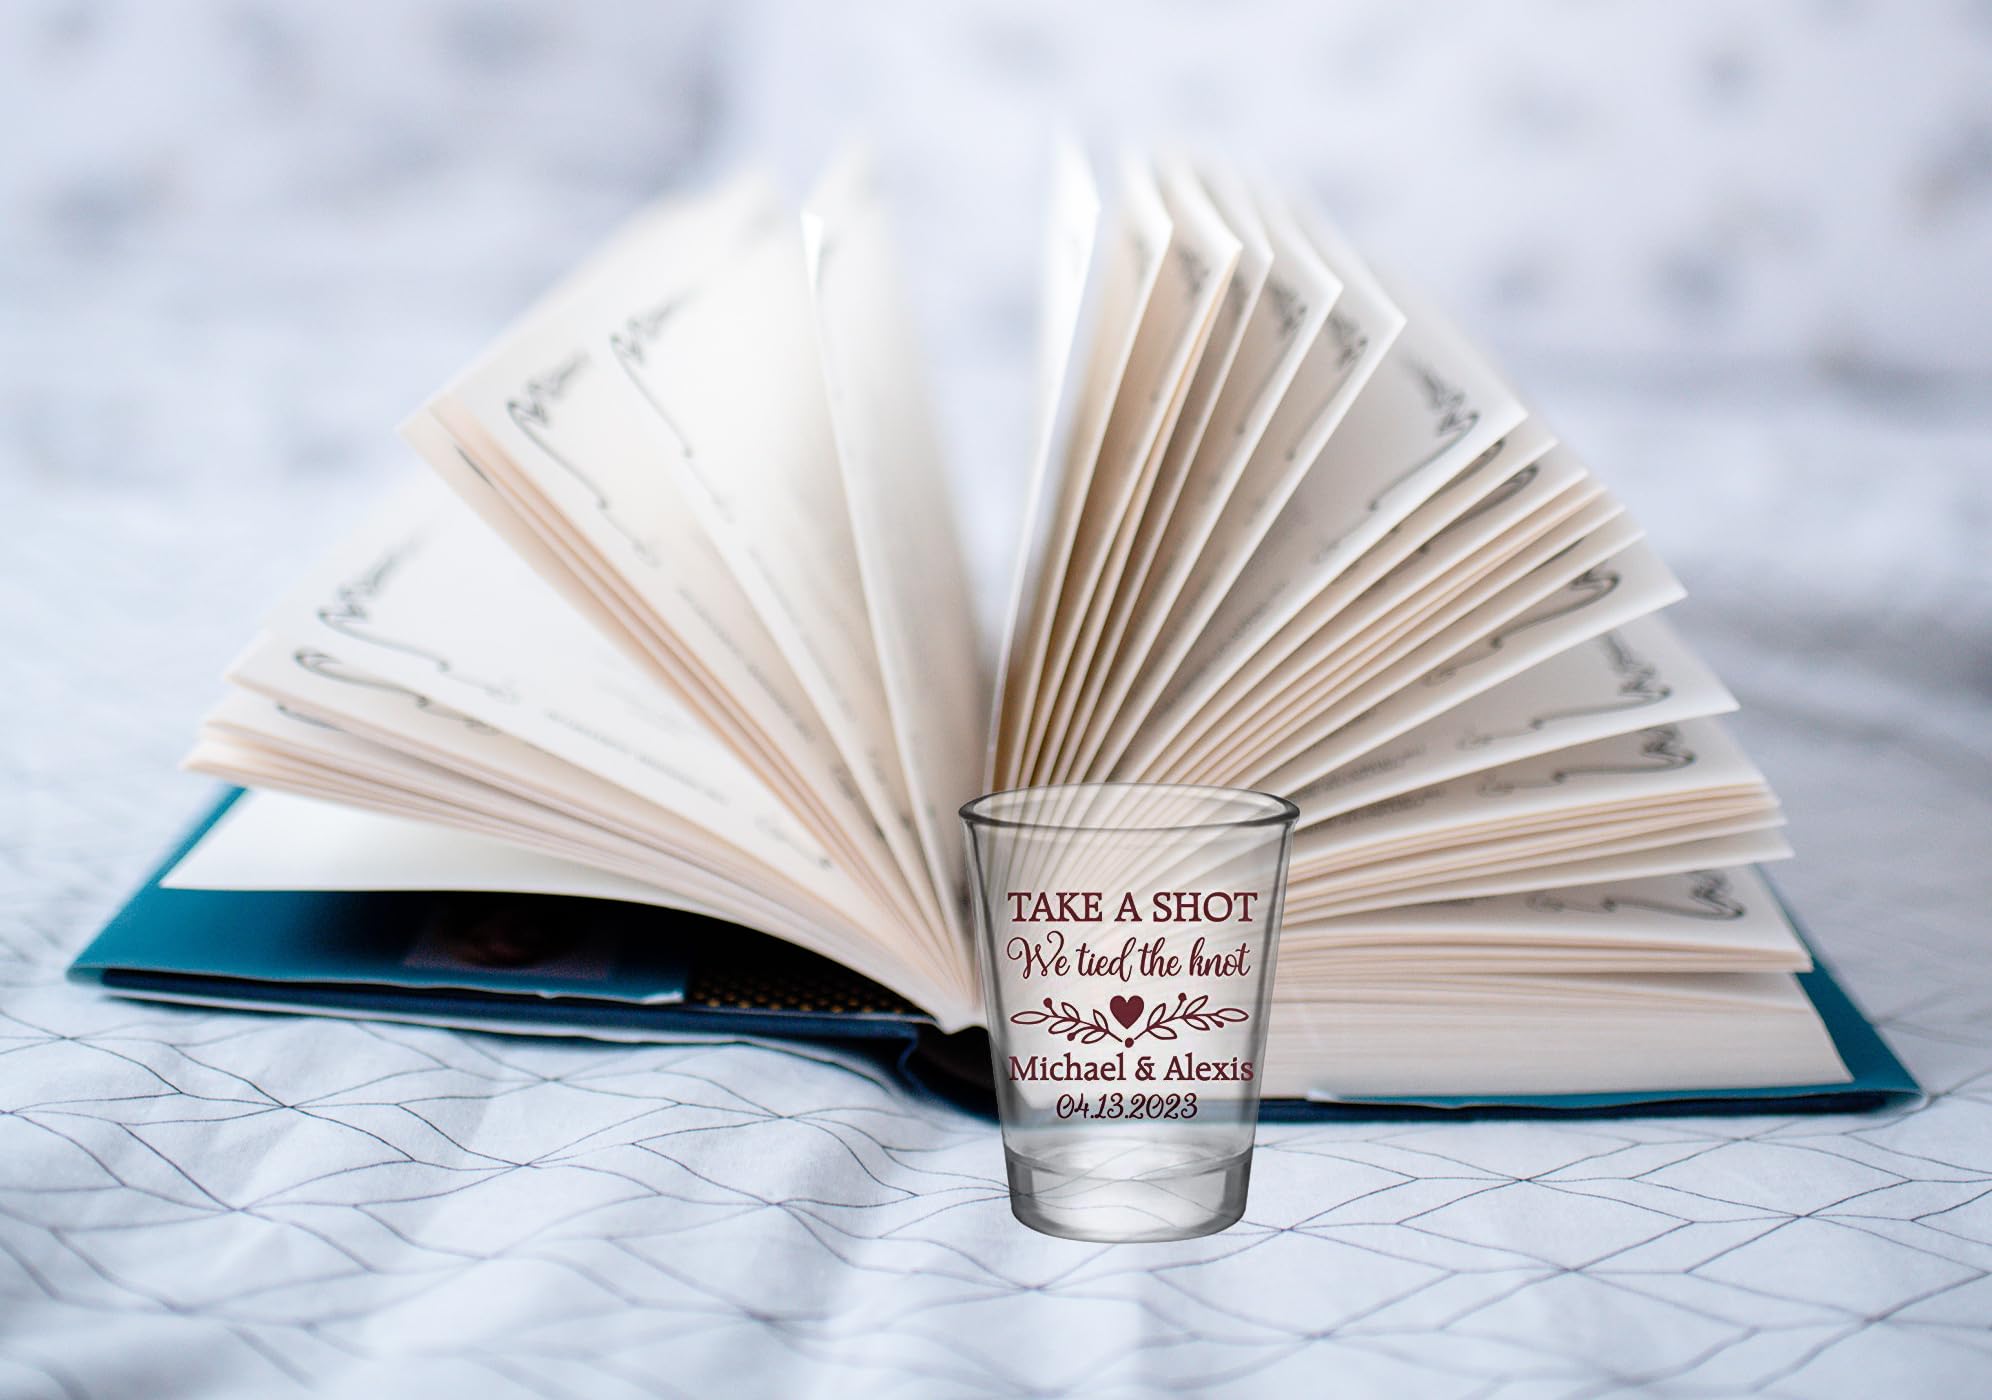 TAKE A SHOT
We tied the knot
Michael & Alexis
04.13.2023